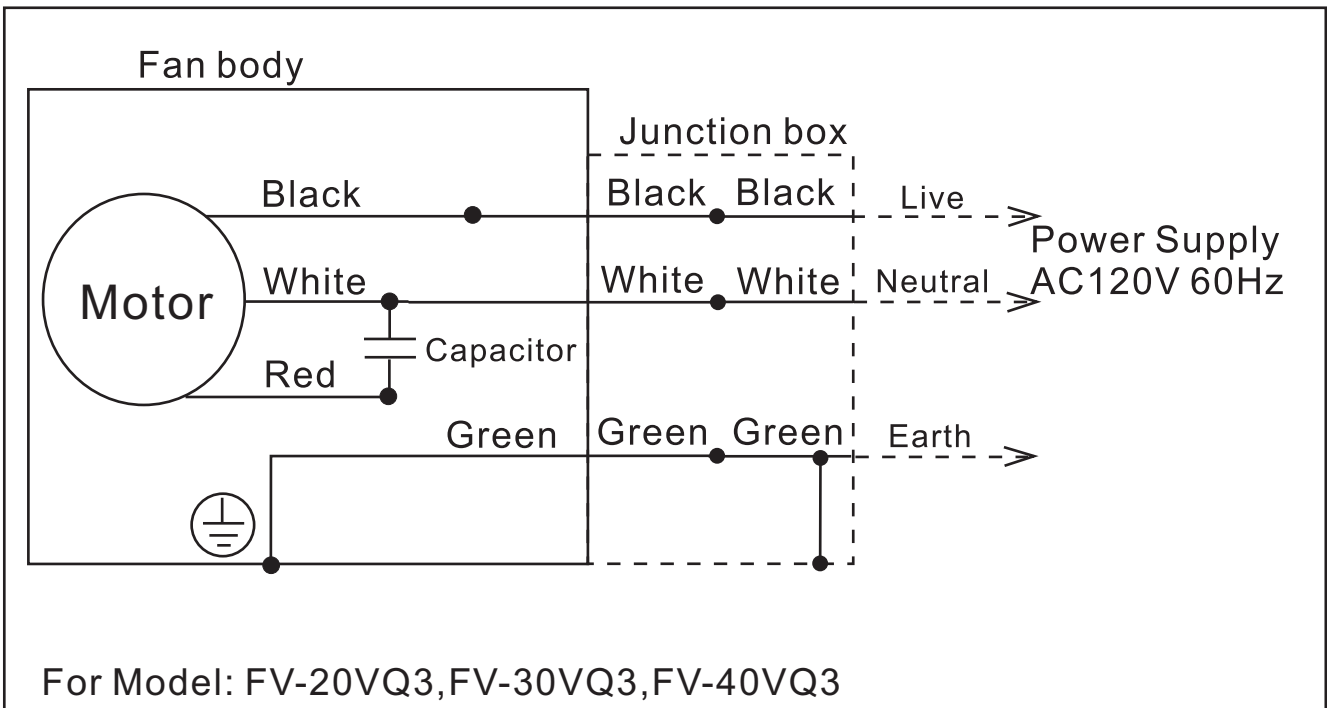 Fan body
Junction box
Black
Black
Black
Live
Power Supply
AC120V 60Hz
White
White
White
Neutral
Motor
Capacitor
Red
Green
Green
Green
Earth
For Model: FV-20VQ3,FV-30VQ3,FV-40VQ3